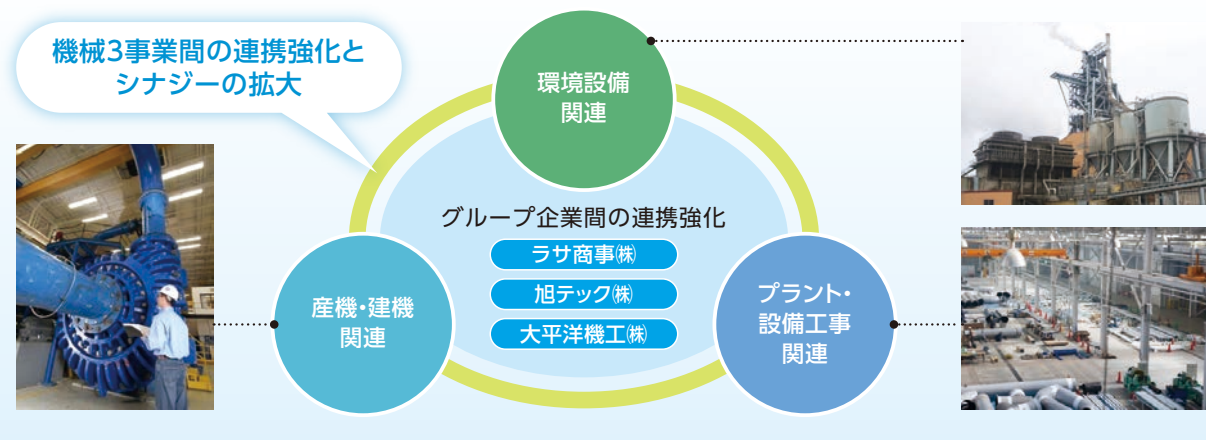 機械3事業間の連携強化と
シナジーの拡大
環境設備
関連
グループ企業間の連携強化
ラサ商事㈱
旭テック㈱
大平洋機工㈱
産機・建機
関連
プラント・
設備工事
関連